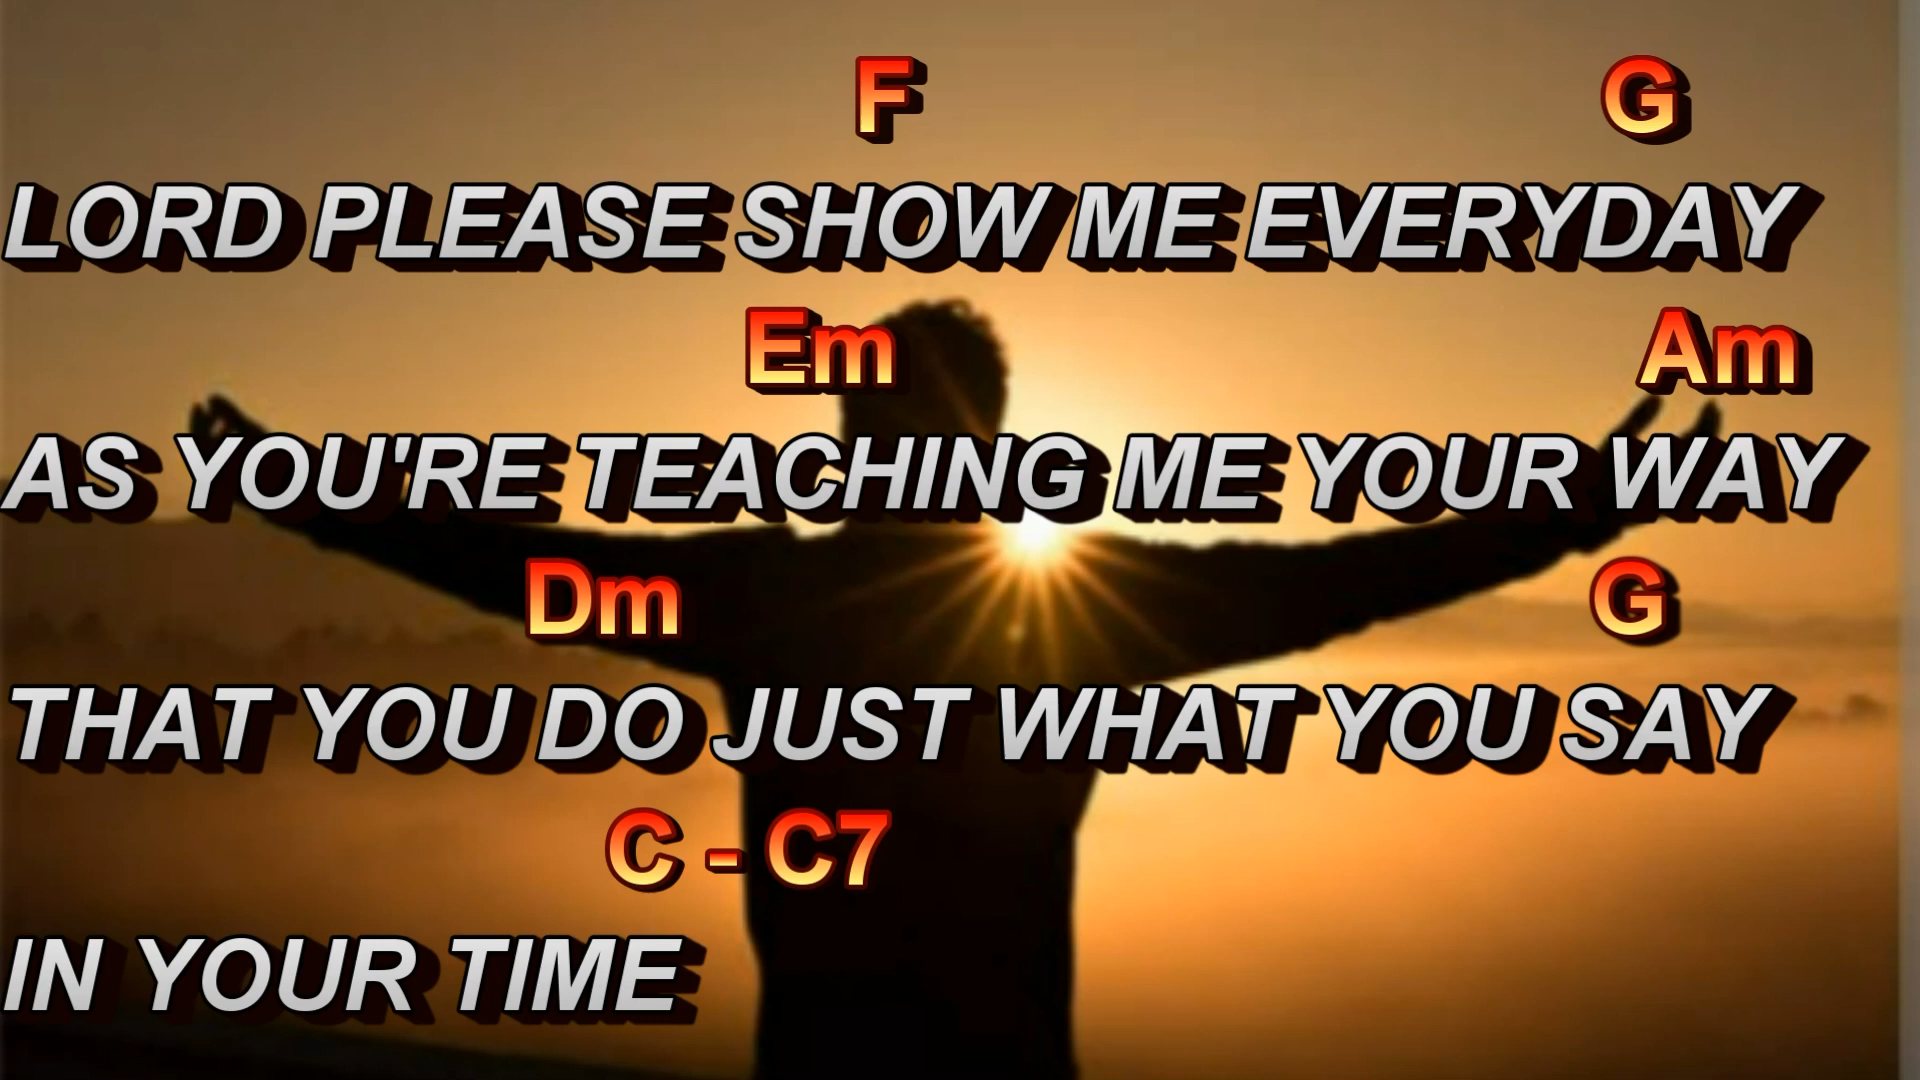 F G
LORD PLEASE SHOW ME EVERYDAY
Em Am
AS YOU'RE TEACHING ME YOUR WAY
Dm G
THAT YOU DO JUST WHAT YOU SAY
C - C7
IN YOUR TIME